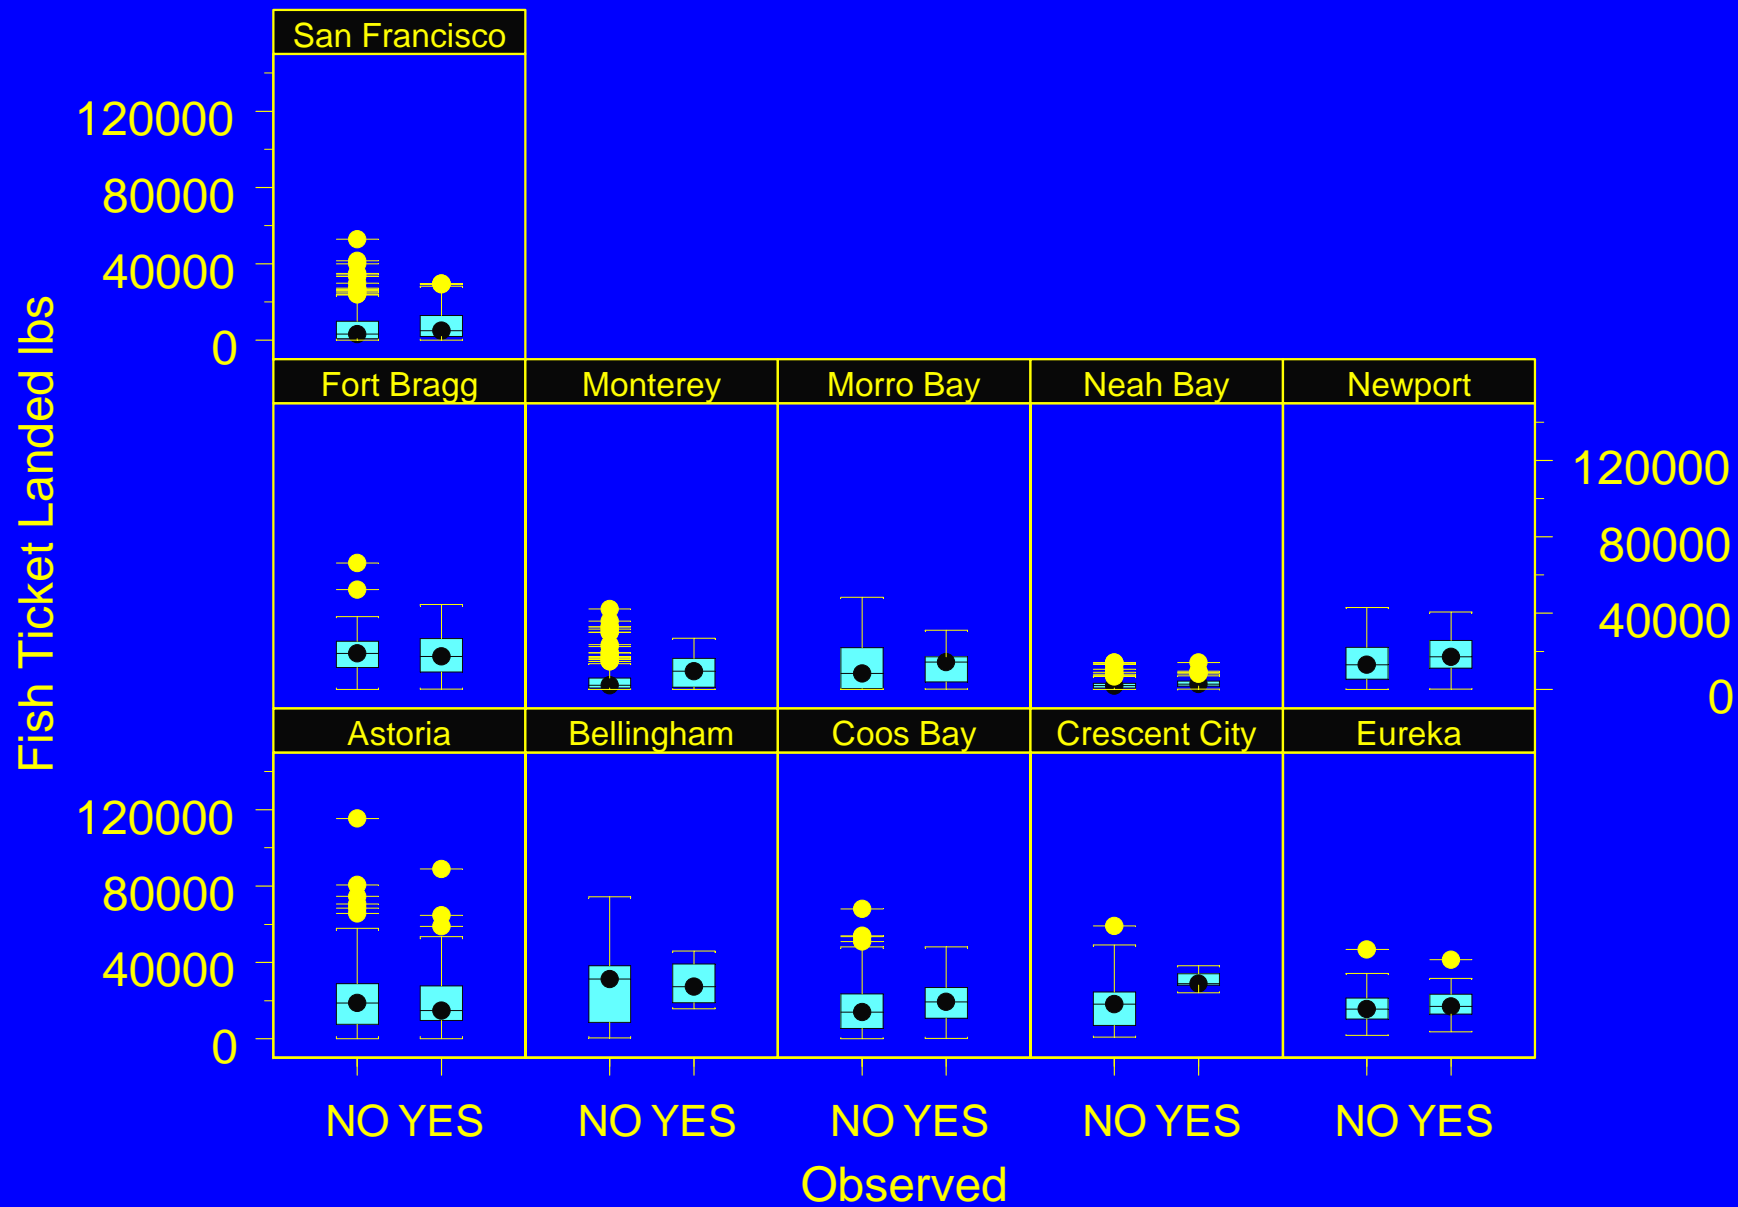 San Francisco
120000
80000
40000
0
Fish Ticket Landed lbs
Fort Bragg Monterey Morro Bay Neah Bay Newport
120000
80000
40000
0
Astoria Bellingham Coos Bay Crescent City Eureka
120000
80000
40000
0
NO YES NO YES NO YES NO YES NO YES
Observed